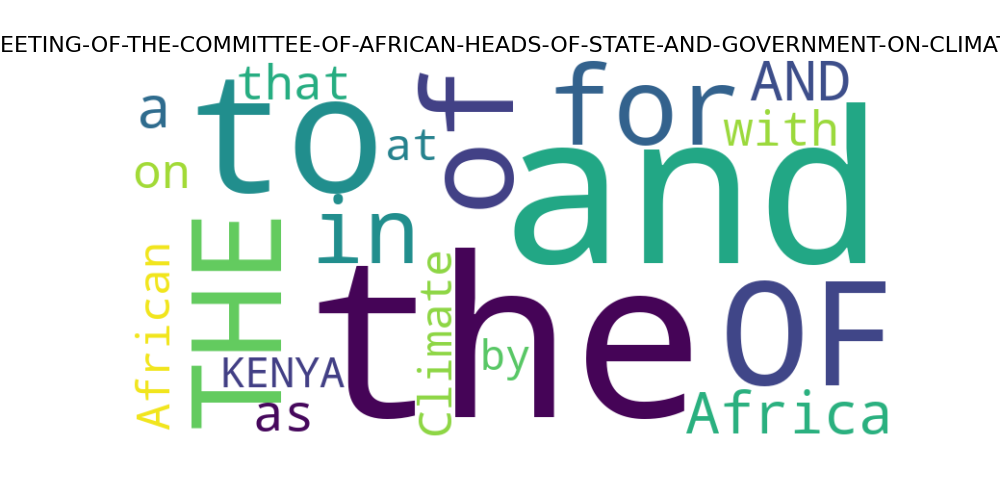 EETING-OF-THE-COMMITTEE-OF-AFRICAN-HEADS-OF-STATE-AND-GOVERNMENT-ON-CLIMAT
that
a
to
at
of
for
AND
with
on
and
in
THE
African
the
Climate
OF
by
KENYA
as
Africa